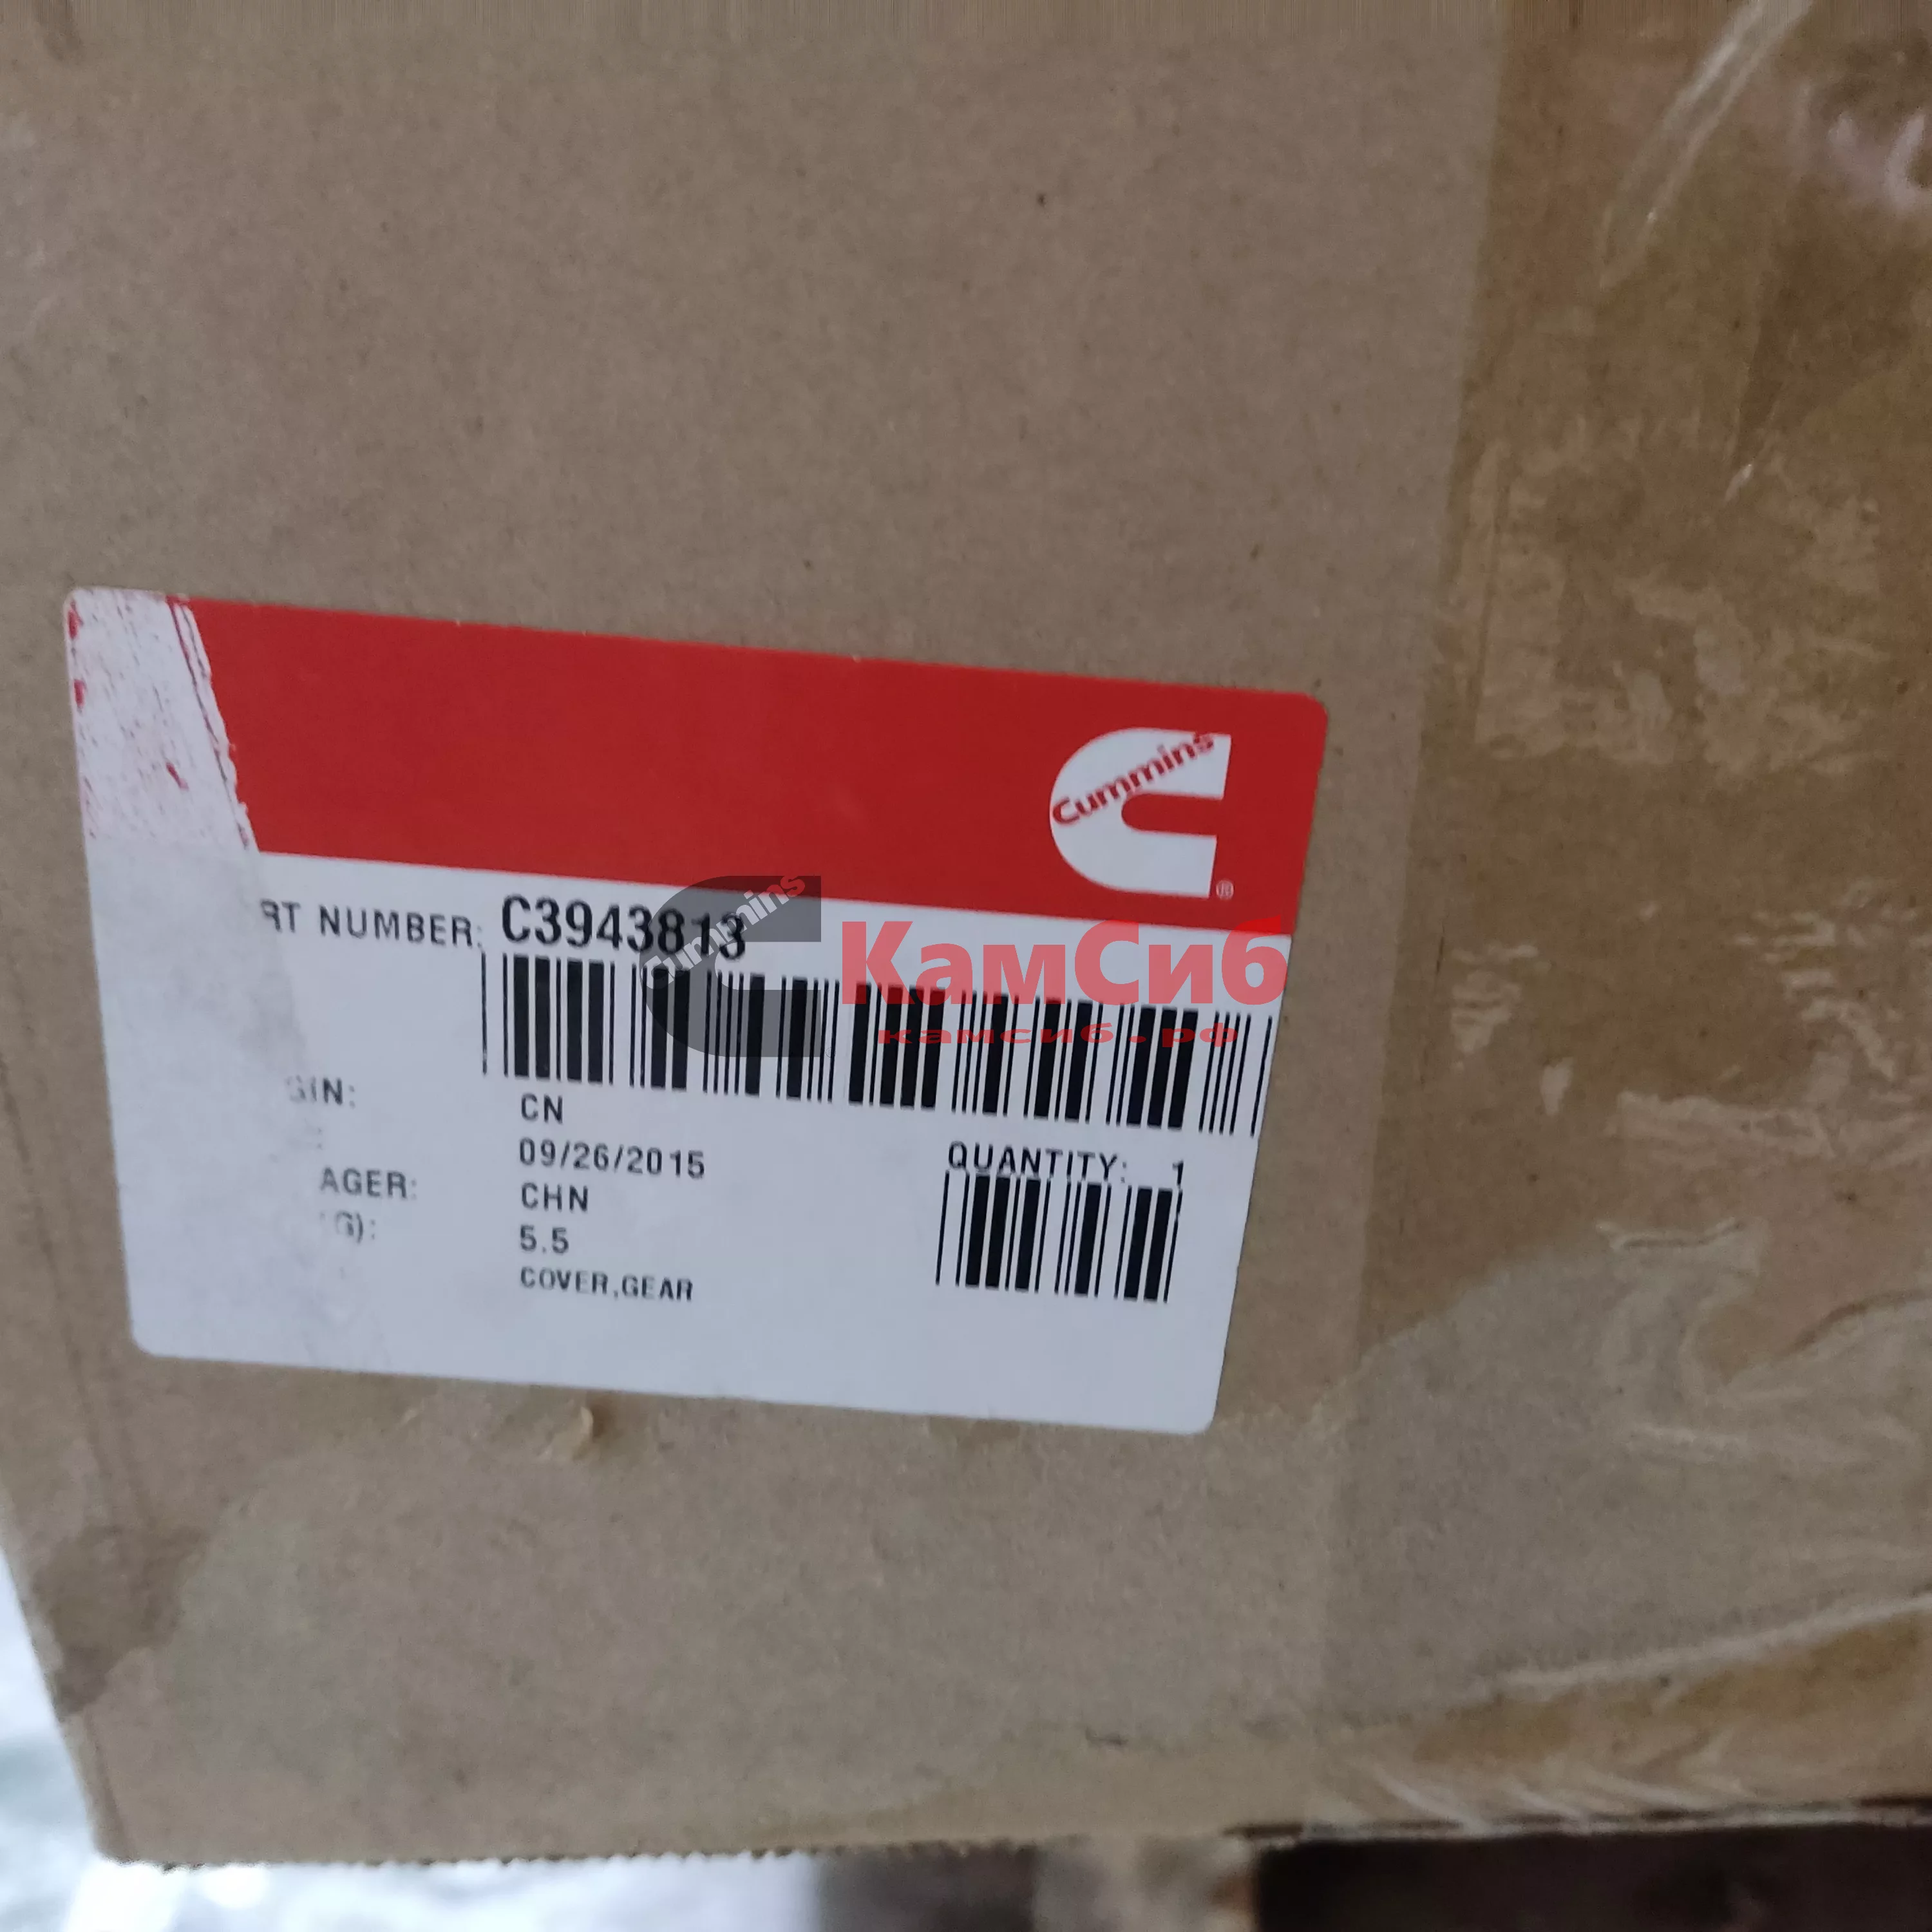 Cummins
®
RT NUMBER: C3943813
Cummins
КамСиб
камсиб.рф
GIN: CN
: 09/26/2015
QUANTITY: 1
AGER: CHN
G): 5.5
COVER,GEAR